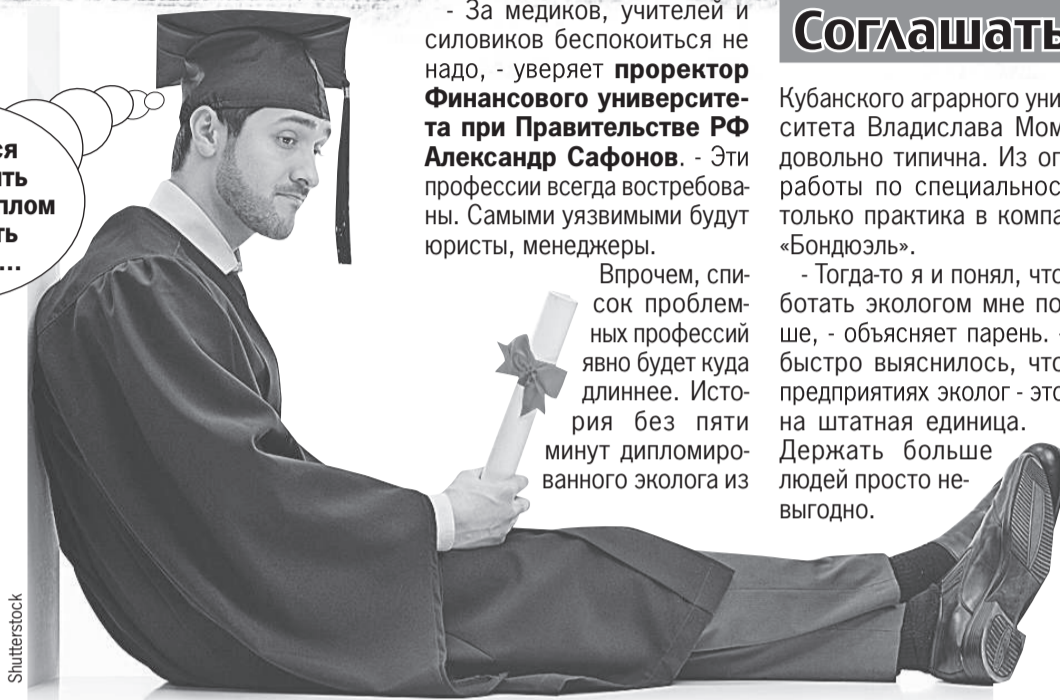 ся
ить
плом
ть
...
- За медиков, учителей и
силовиков беспокоиться не
надо, - уверяет проректор
Финансового университе-
та при Правительстве РФ
Александр Сафонов. - Эти
профессии всегда востребова-
ны. Самыми уязвимыми будут
юристы, менеджеры.
Впрочем, спи-
сок проблем-
ных профессий
явно будет куда
длиннее. Исто-
рия без пяти
минут дипломиро-
ванного эколога из
Соглашать
Кубанского аграрного уни
ситета Владислава Мом
довольно типична. Из оп
работы по специальнос
только практика в компа
«Бондюэль».
- Тогда-то я и понял, что
ботать экологом мне по
ше, - объясняет парень. -
быстро выяснилось, что
предприятиях эколог - это
на штатная единица.
Держать больше
людей просто не-
выгодно.
Shutterstock